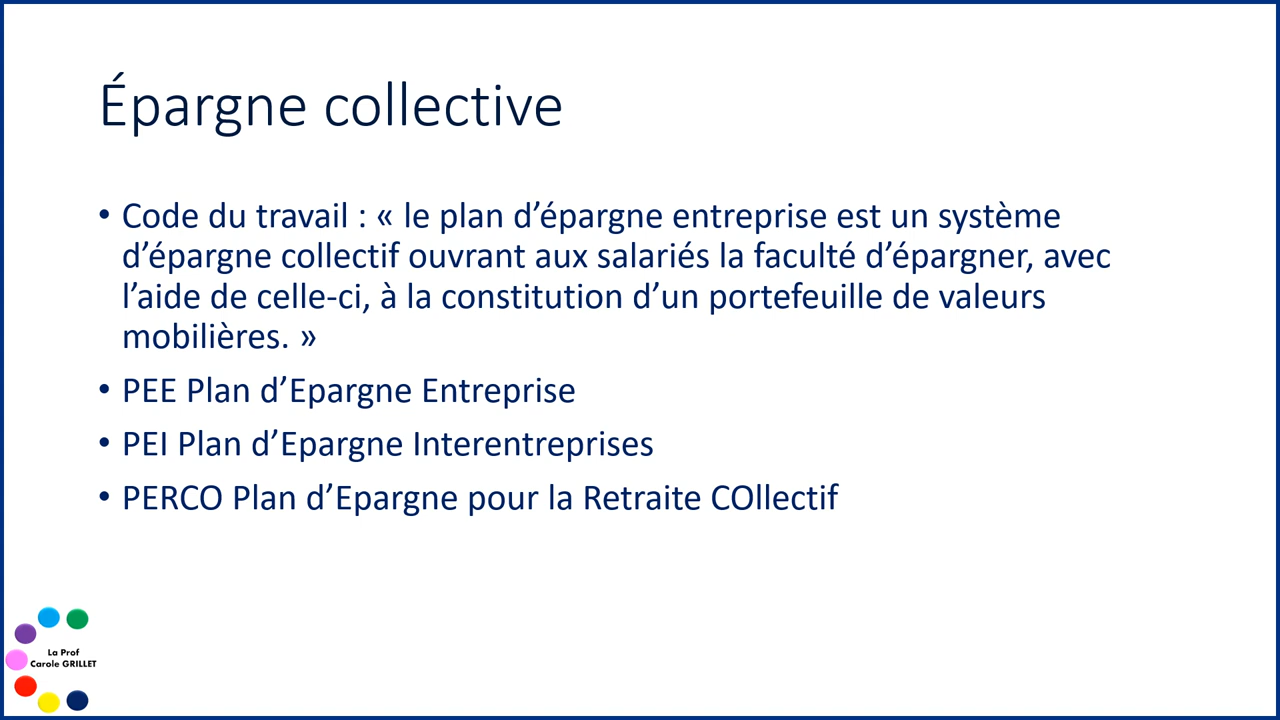 Épargne collective
• Code du travail : « le plan d’épargne entreprise est un système
d’épargne collectif ouvrant aux salariés la faculté d’épargner, avec
l’aide de celle-ci, à la constitution d’un portefeuille de valeurs
mobilières. »
• PEE Plan d’Epargne Entreprise
• PEI Plan d’Epargne Interentreprises
• PERCO Plan d’Epargne pour la Retraite COllectif
La Prof
Carole GRILLET